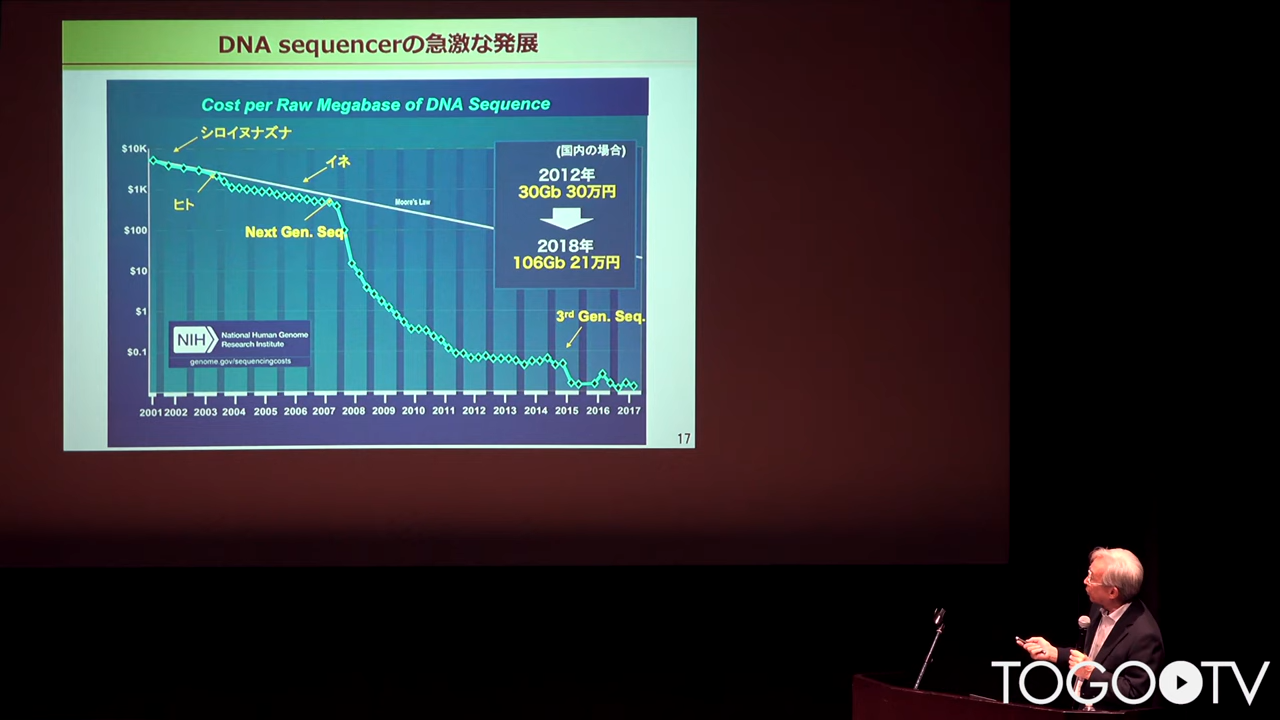 DNA sequencerの急激な発展
Cost per Raw Megabase of DNA Sequence
シロイヌナズナ
イネ
ヒト
Next Gen. Seq.
Moore's Law
(国内の場合)
2012年
30Gb 30万円
2018年
106Gb 21万円
3rd Gen. Seq.
$10K
$1K
$100
$10
$1
$0.1
NIH
National Human Genome
Research Institute
genome.gov/sequencingcosts
2001 2002 2003 2004 2005 2006 2007 2008 2009 2010 2011 2012 2013 2014 2015 2016 2017
17
TOGOTV